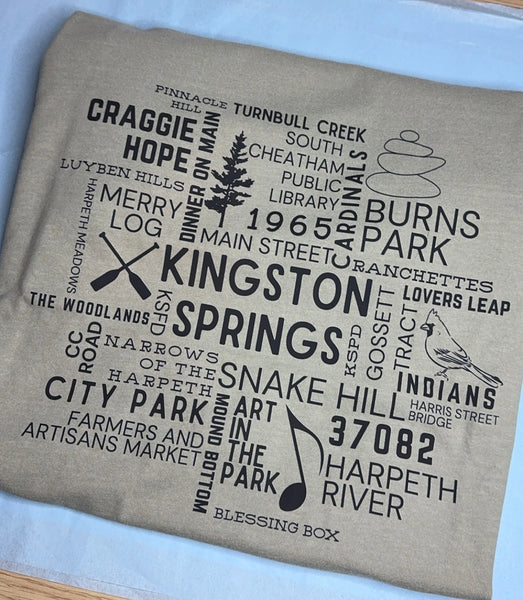 PINNACLE
HILL
TURNBULL CREEK
CRAGGIE
HOPE
DINNER ON MAIN
SOUTH
CHEATHAM
PUBLIC
LIBRARY
CARDINALS
LUYBEN HILLS
HARPETH MEADOWS
MERRY
LOG
1965
BURNS
PARK
MAIN STREET
RANCHETTES
KINGSTON
SPRINGS
LOVERS LEAP
THE WOODLANDS
KSFD
KSPD
GOSSETT
TRACT
CC
ROAD
NARROWS
OF THE
HARPETH
SNAKE HILL
INDIANS
HARRIS STREET
BRIDGE
CITY PARK
MOUND BOTTOM
ART
IN
THE
PARK
37082
FARMERS AND
ARTISANS MARKET
HARPETH
RIVER
BLESSING BOX